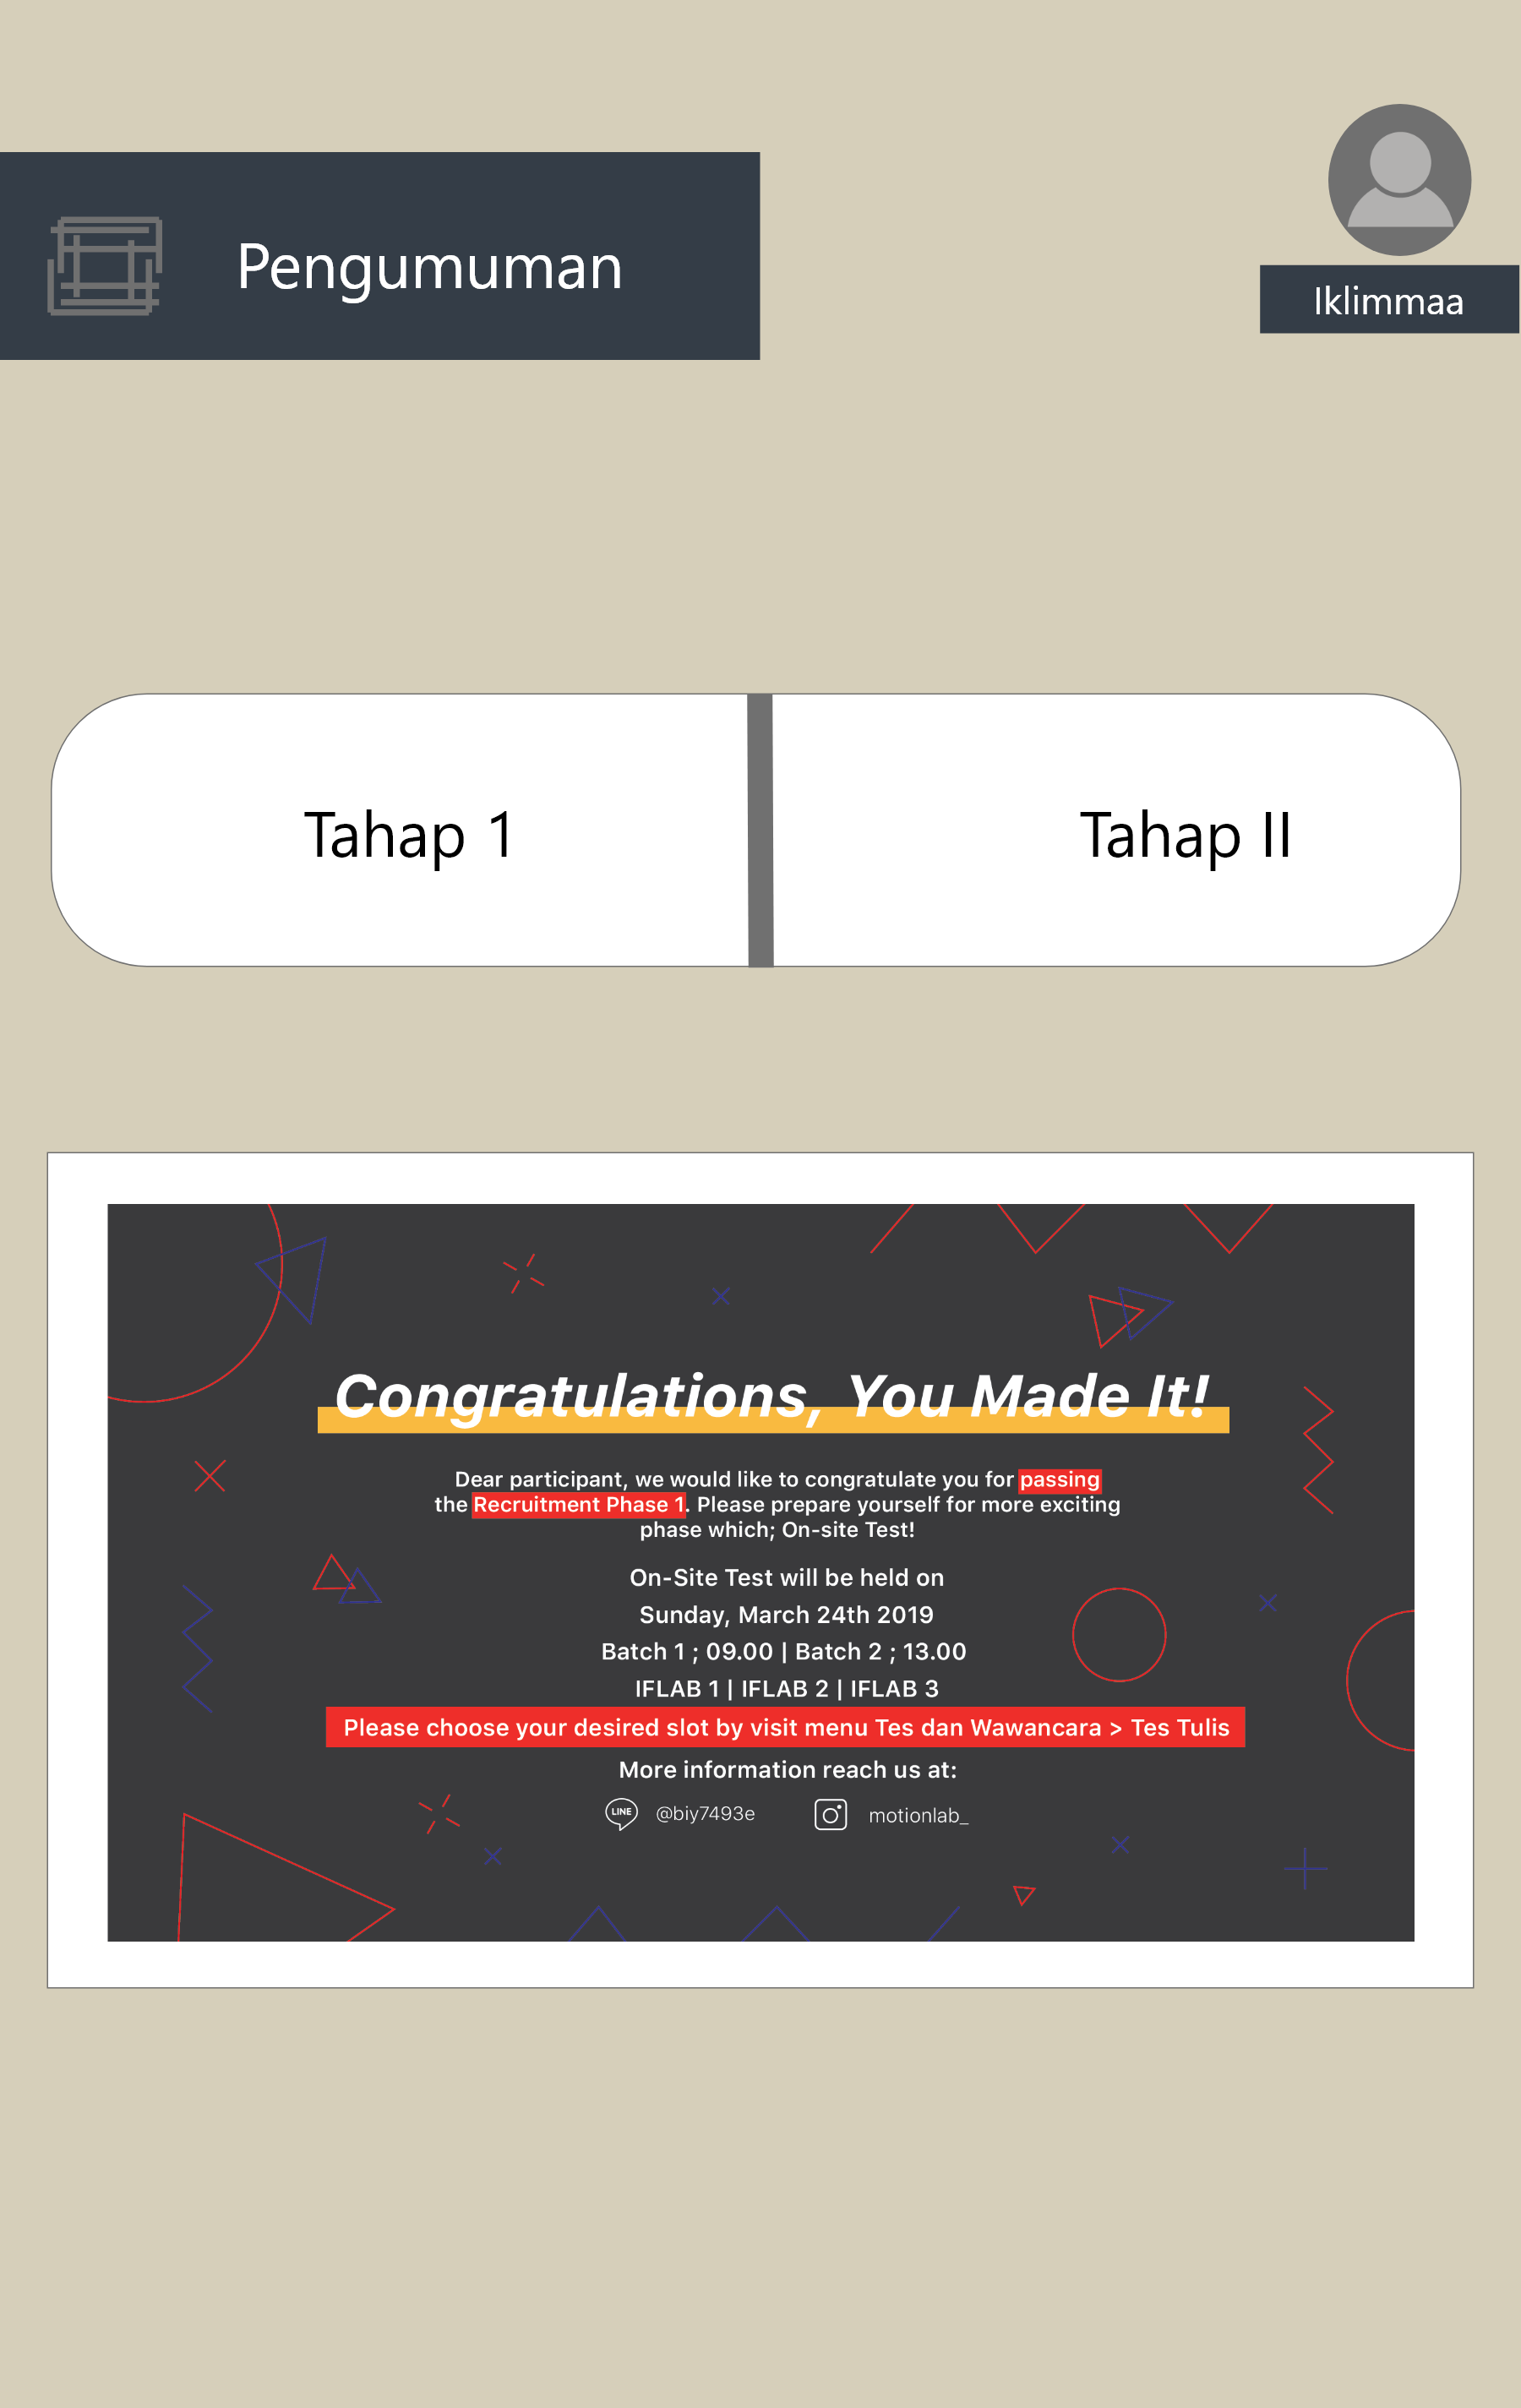 Pengumuman
Iklimmaa
Tahap 1
Tahap II
Congratulations, You Made It!
Dear participant, we would like to congratulate you for passing
the Recruitment Phase 1. Please prepare yourself for more exciting
phase which; On-site Test!
On-Site Test will be held on
Sunday, March 24th 2019
Batch 1 ; 09.00 | Batch 2 ; 13.00
IFLAB 1 | IFLAB 2 | IFLAB 3
Please choose your desired slot by visit menu Tes dan Wawancara > Tes Tulis
More information reach us at:
LINE @biy7493e motionlab_